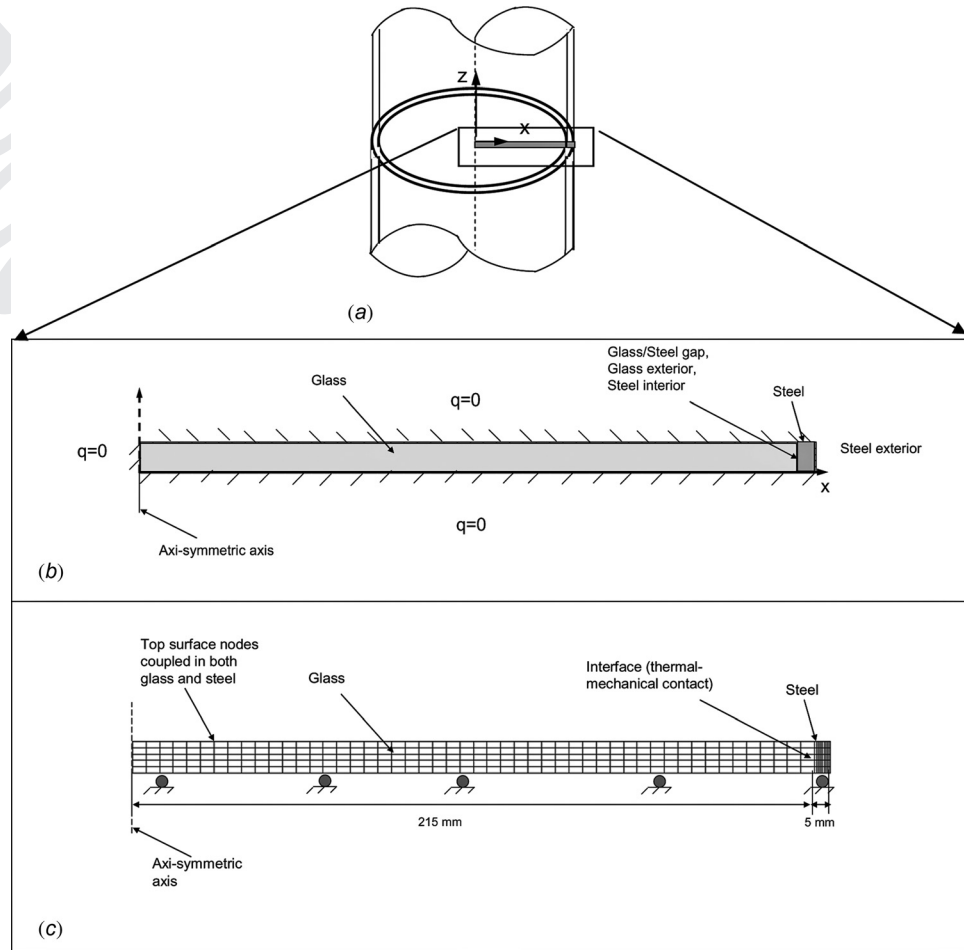 z
x
(a)
Glass/Steel gap,
Glass exterior,
Steel interior
Glass
Steel
q=0
q=0
Steel exterior
x
q=0
Axi-symmetric axis
(b)
Top surface nodes
coupled in both
glass and steel
Glass
Interface (thermal-
mechanical contact)
Steel
215 mm
5 mm
Axi-symmetric
axis
(c)